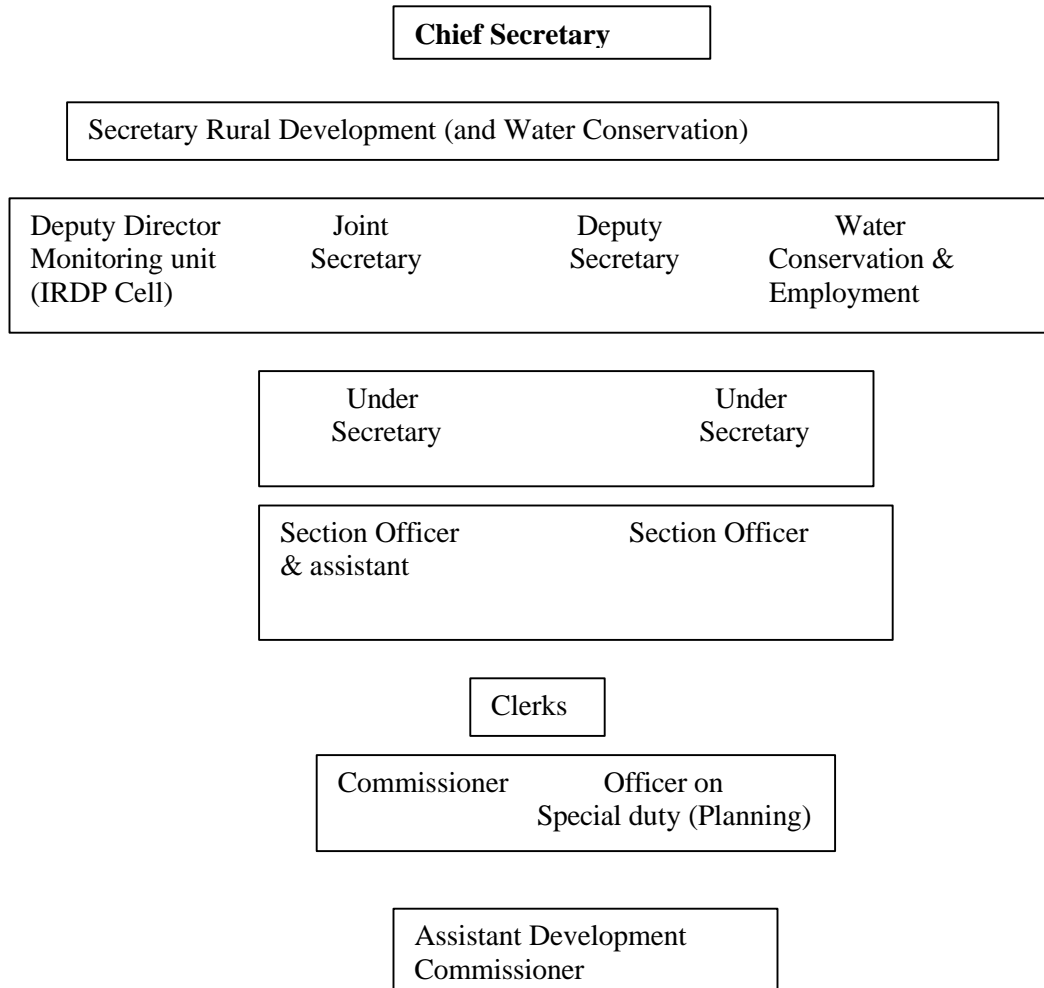 Chief Secretary
Secretary Rural Development (and Water Conservation)
Deputy Director Joint Deputy Water
Monitoring unit Secretary Secretary Conservation &
(IRDP Cell) Employment
Under Under
Secretary Secretary
Section Officer Section Officer
& assistant
Clerks
Commissioner Officer on
Special duty (Planning)
Assistant Development
Commissioner